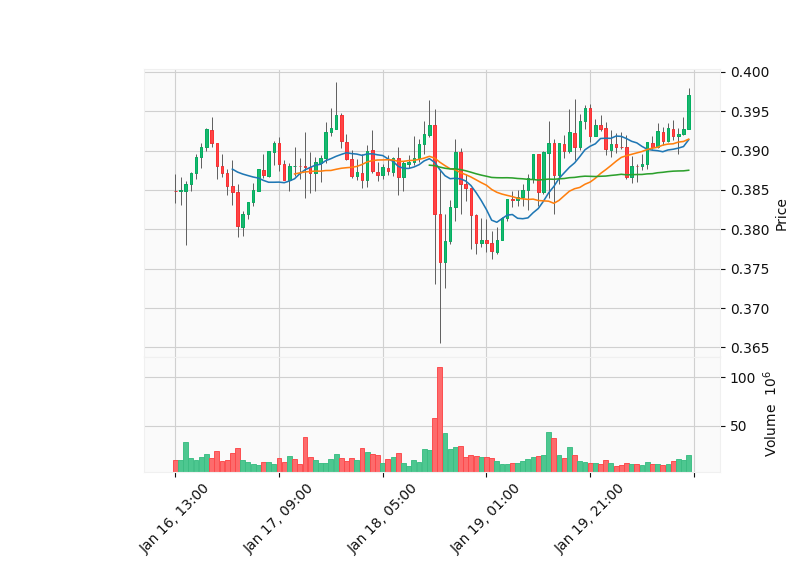 0.400
0.395
0.390
0.385
0.380
0.375
0.370
0.365
Price
100
50
Volume 10^6
Jan 16, 13:00
Jan 17, 09:00
Jan 18, 05:00
Jan 19, 01:00
Jan 19, 21:00